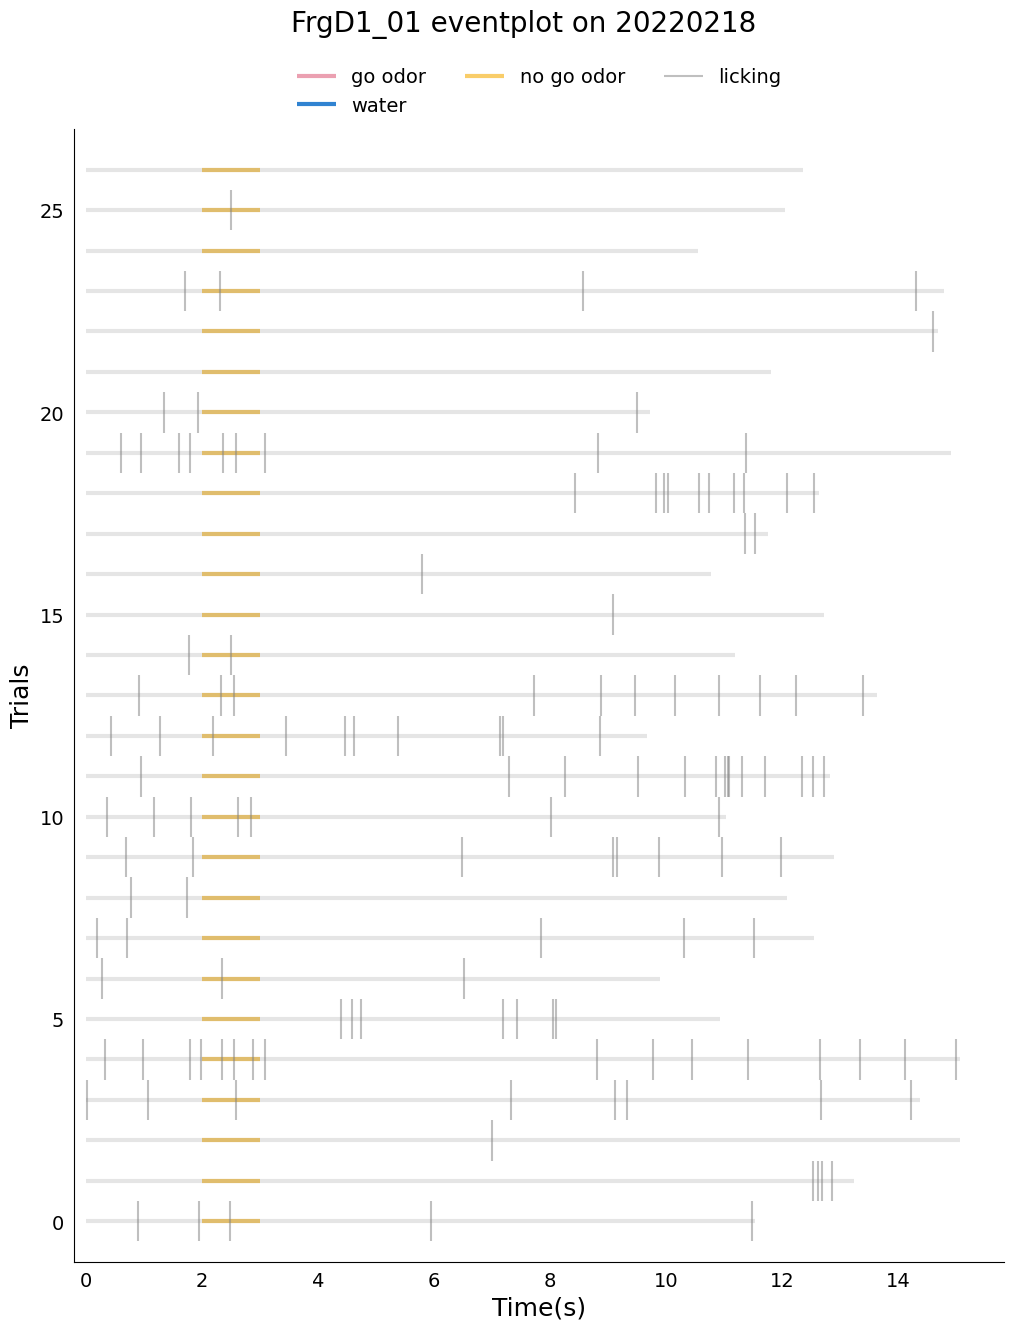 FrgD1_01 eventplot on 20220218
go odor
no go odor
licking
water
25
20
15
10
5
0
Trials
0 2 4 6 8 10 12 14
Time(s)